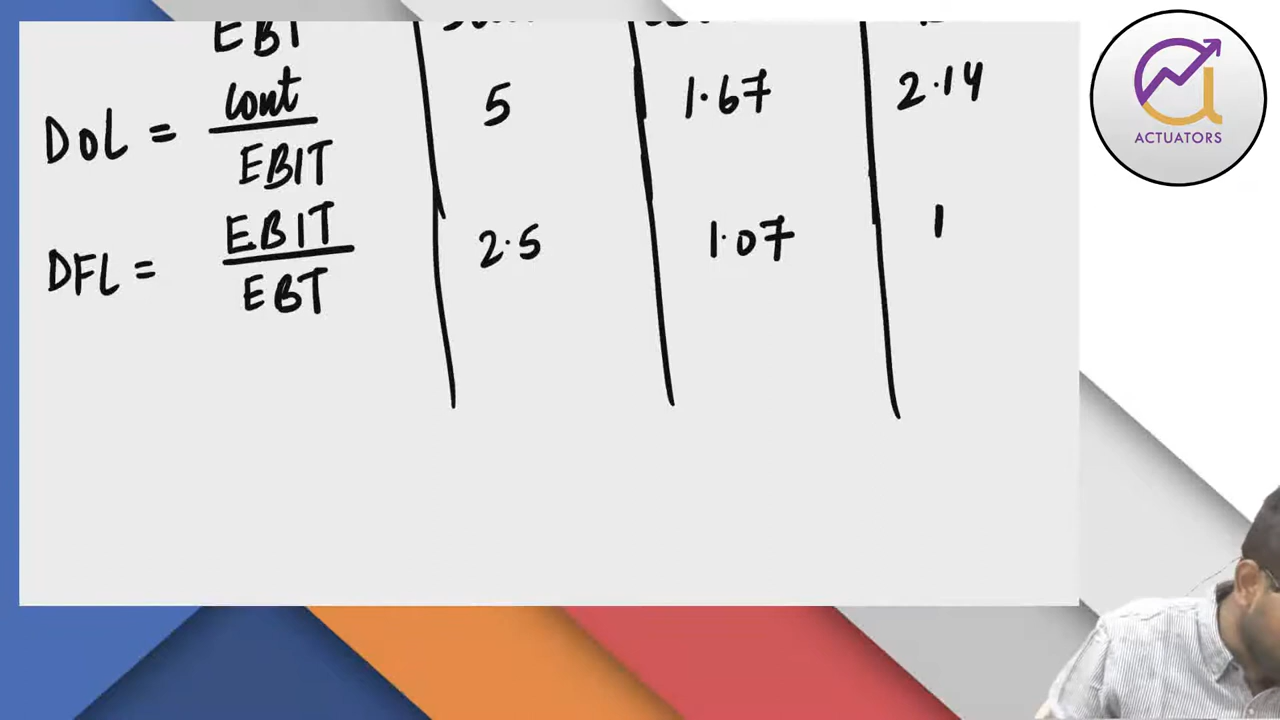 EBT
DOL = Cont / EBIT 5 1.67 2.14
DFL = EBIT / EBT 2.5 1.07 1
ACTUATORS